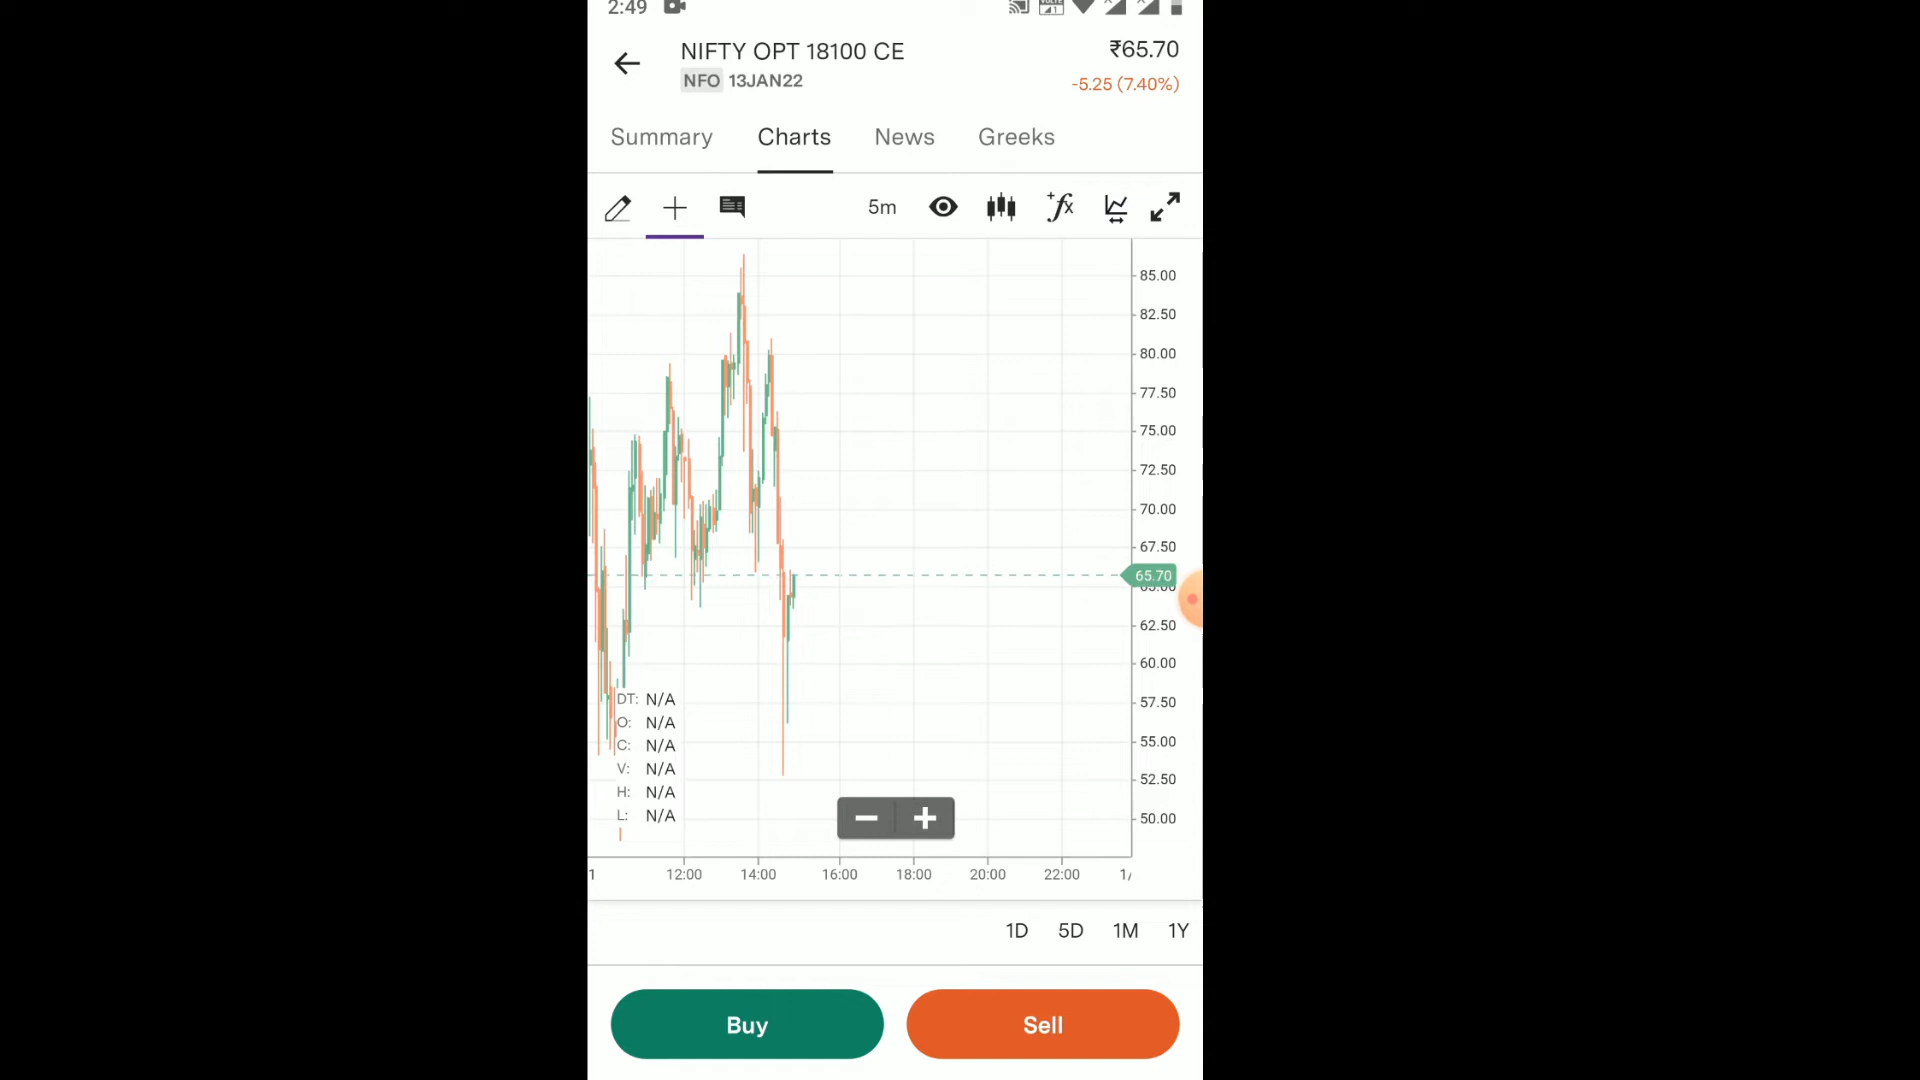 2:49
NIFTY OPT 18100 CE
₹65.70
NFO 13JAN22
-5.25 (7.40%)
Summary Charts News Greeks
5m
85.00
82.50
80.00
77.50
75.00
72.50
70.00
67.50
65.70
65.00
62.50
60.00
57.50
55.00
52.50
50.00
DT: N/A
O: N/A
C: N/A
V: N/A
H: N/A
L: N/A
12:00 14:00 16:00 18:00 20:00 22:00
1D 5D 1M 1Y
Buy Sell